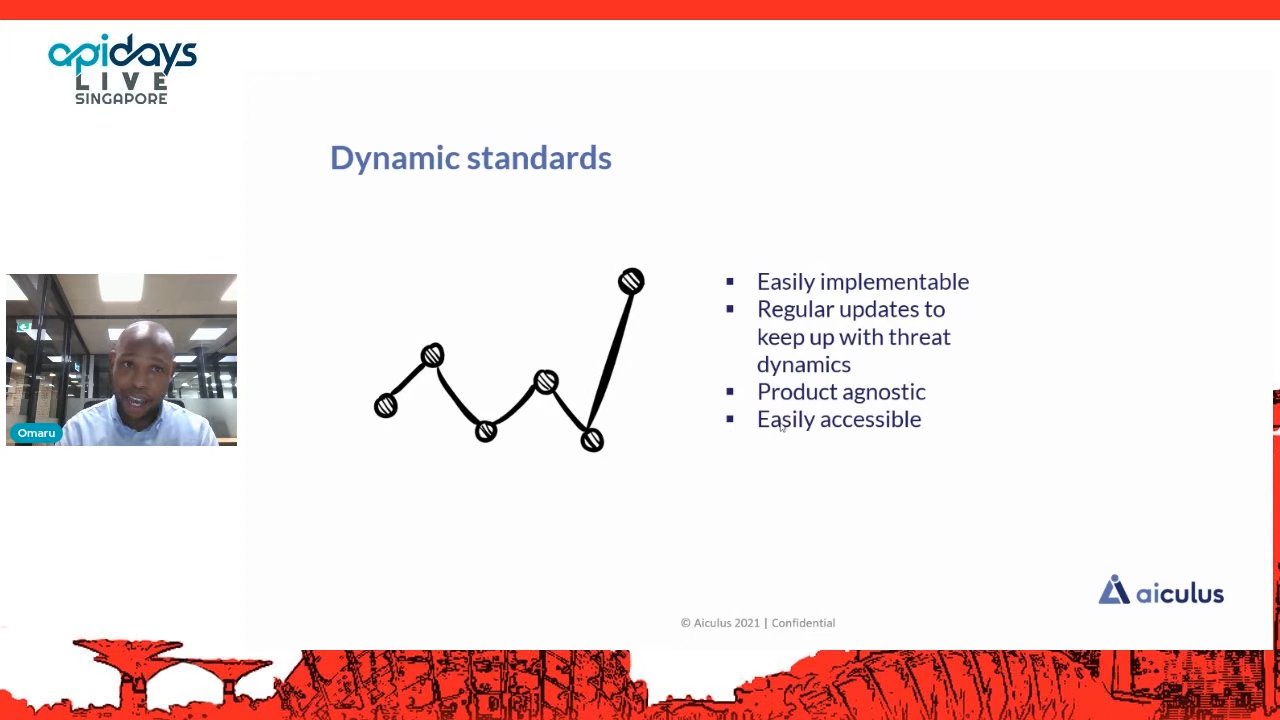 apidays
LIVE
SINGAPORE
Dynamic standards
▪ Easily implementable
▪ Regular updates to
keep up with threat
dynamics
▪ Product agnostic
▪ Easily accessible
Omaru
aiculus
© Aiculus 2021 | Confidential